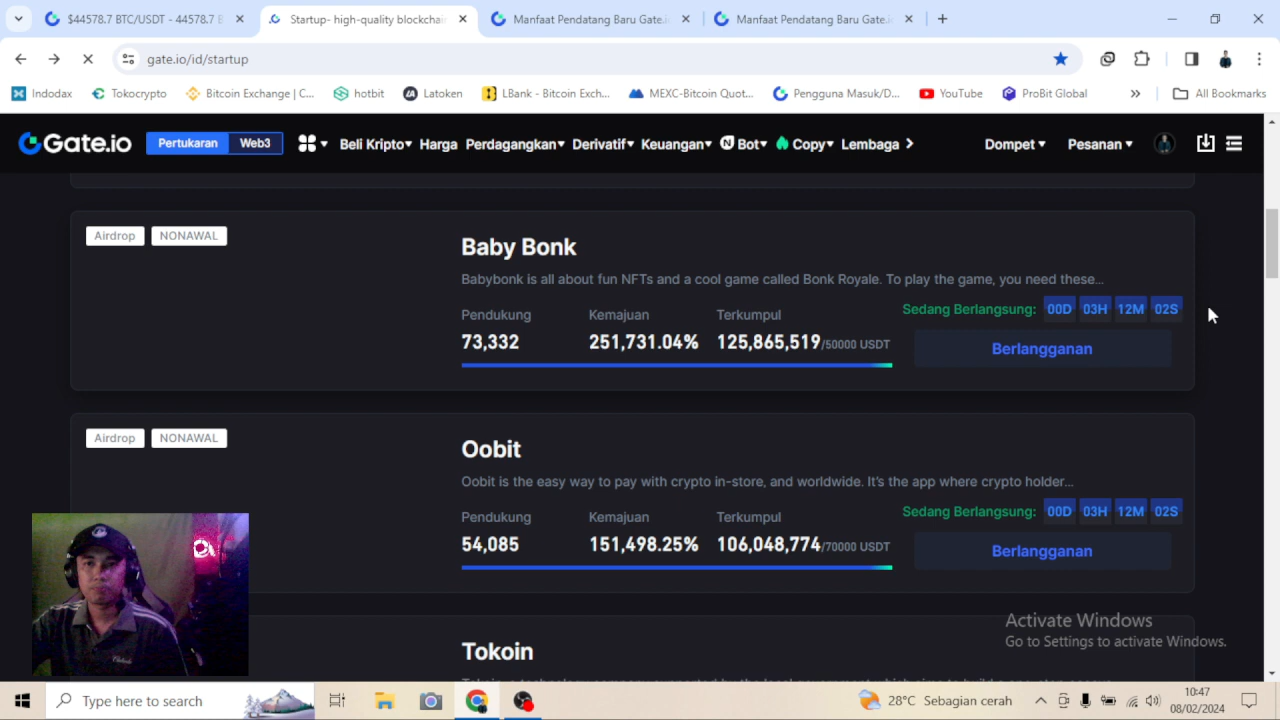 $44578.7 BTC/USDT - 44578.7 B
Startup- high-quality blockchai
Manfaat Pendatang Baru Gate.i
Manfaat Pendatang Baru Gate.i
gate.io/id/startup
Indodax
Tokocrypto
Bitcoin Exchange | C...
hotbit
Latoken
LBank - Bitcoin Exch...
MEXC-Bitcoin Quot...
Pengguna Masuk/D...
YouTube
ProBit Global
All Bookmarks
Gate.io
Pertukaran
Web3
Beli Kripto
Harga
Perdagangkan
Derivatif
Keuangan
Bot
Copy
Lembaga
Dompet
Pesanan
Airdrop
NONAWAL
Baby Bonk
Babybonk is all about fun NFTs and a cool game called Bonk Royale. To play the game, you need these...
Pendukung Kemajuan Terkumpul
Sedang Berlangsung: 00D 03H 12M 02S
73,332 251,731.04% 125,865,519/50000 USDT
Berlangganan
Airdrop
NONAWAL
Oobit
Oobit is the easy way to pay with crypto in-store, and worldwide. It's the app where crypto holder...
Pendukung Kemajuan Terkumpul
Sedang Berlangsung: 00D 03H 12M 02S
54,085 151,498.25% 106,048,774/70000 USDT
Berlangganan
Tokoin
Activate Windows
Go to Settings to activate Windows.
Type here to search
28°C Sebagian cerah
10:47
08/02/2024